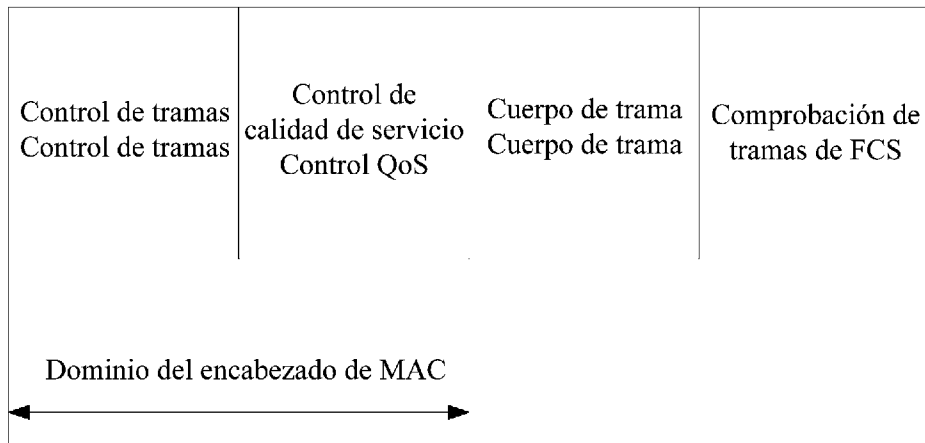 Control de tramas
Control de tramas
Control de
calidad de servicio
Control QoS
Cuerpo de trama
Cuerpo de trama
Comprobación de
tramas de FCS
Dominio del encabezado de MAC